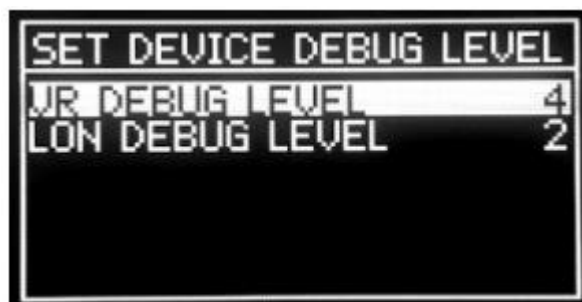 SET DEVICE DEBUG LEVEL
VR DEBUG LEVEL 4
LON DEBUG LEVEL 2